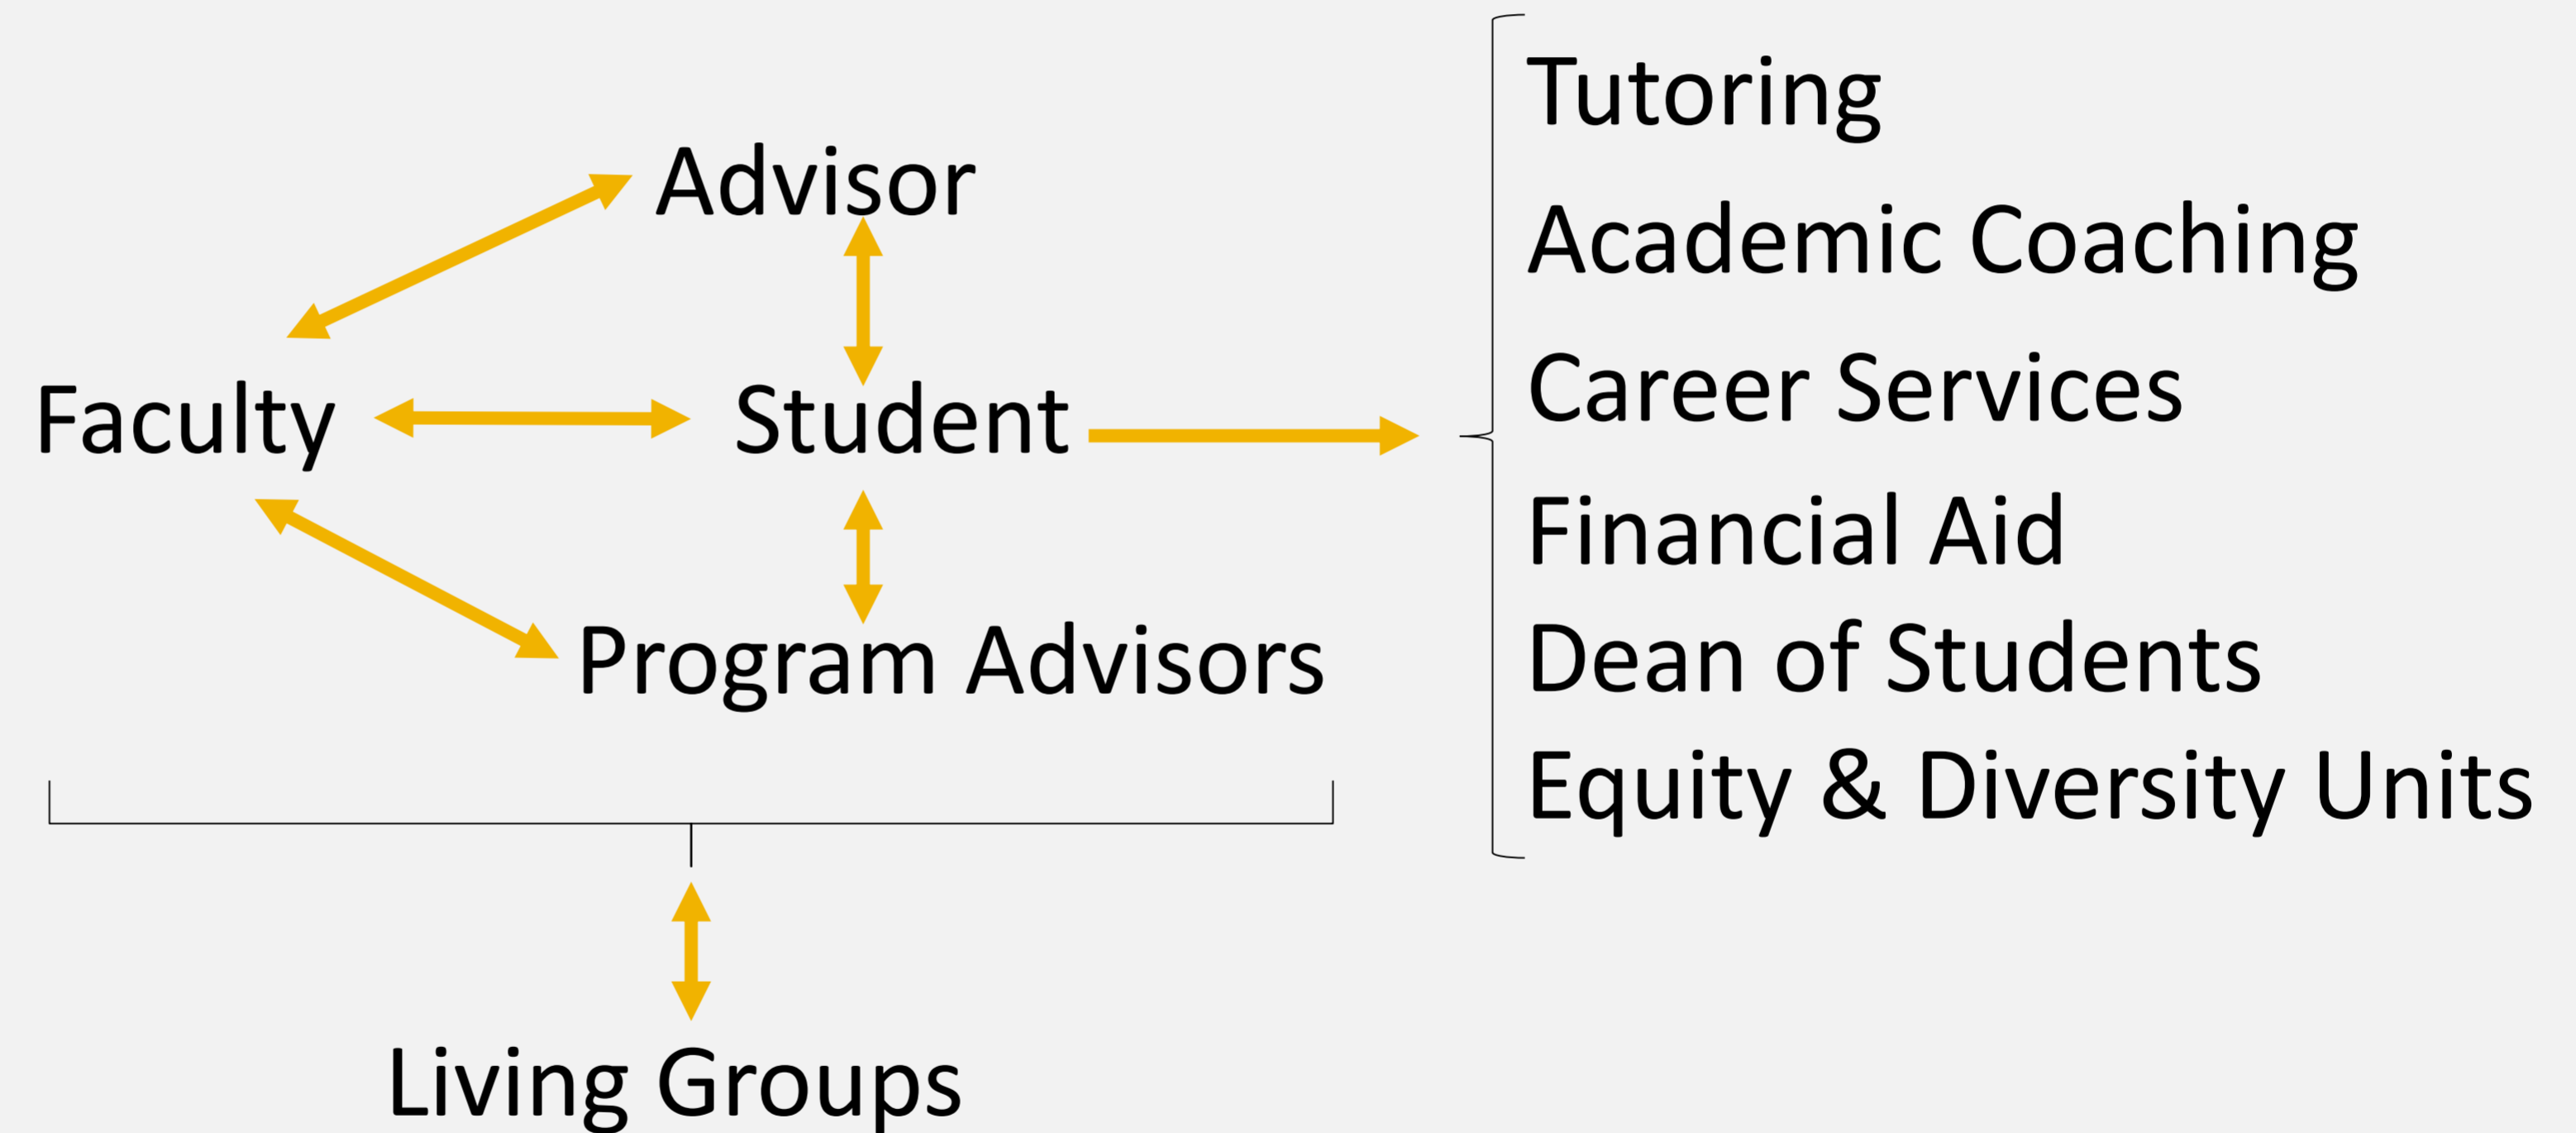 Advisor
Faculty
Student
Program Advisors
Living Groups
Tutoring
Academic Coaching
Career Services
Financial Aid
Dean of Students
Equity & Diversity Units